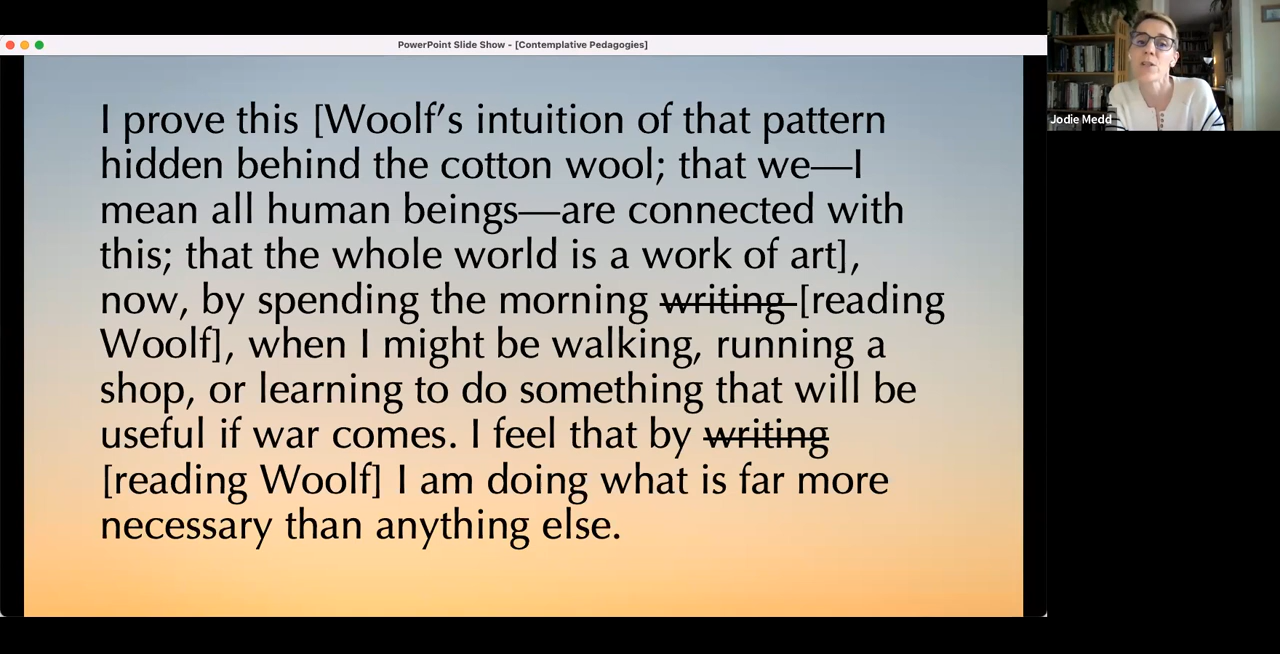 PowerPoint Slide Show - [Contemplative Pedagogies]
I prove this [Woolf’s intuition of that pattern
hidden behind the cotton wool; that we—I
mean all human beings—are connected with
this; that the whole world is a work of art],
now, by spending the morning writing [reading
Woolf], when I might be walking, running a
shop, or learning to do something that will be
useful if war comes. I feel that by writing
[reading Woolf] I am doing what is far more
necessary than anything else.
Jodie Medd